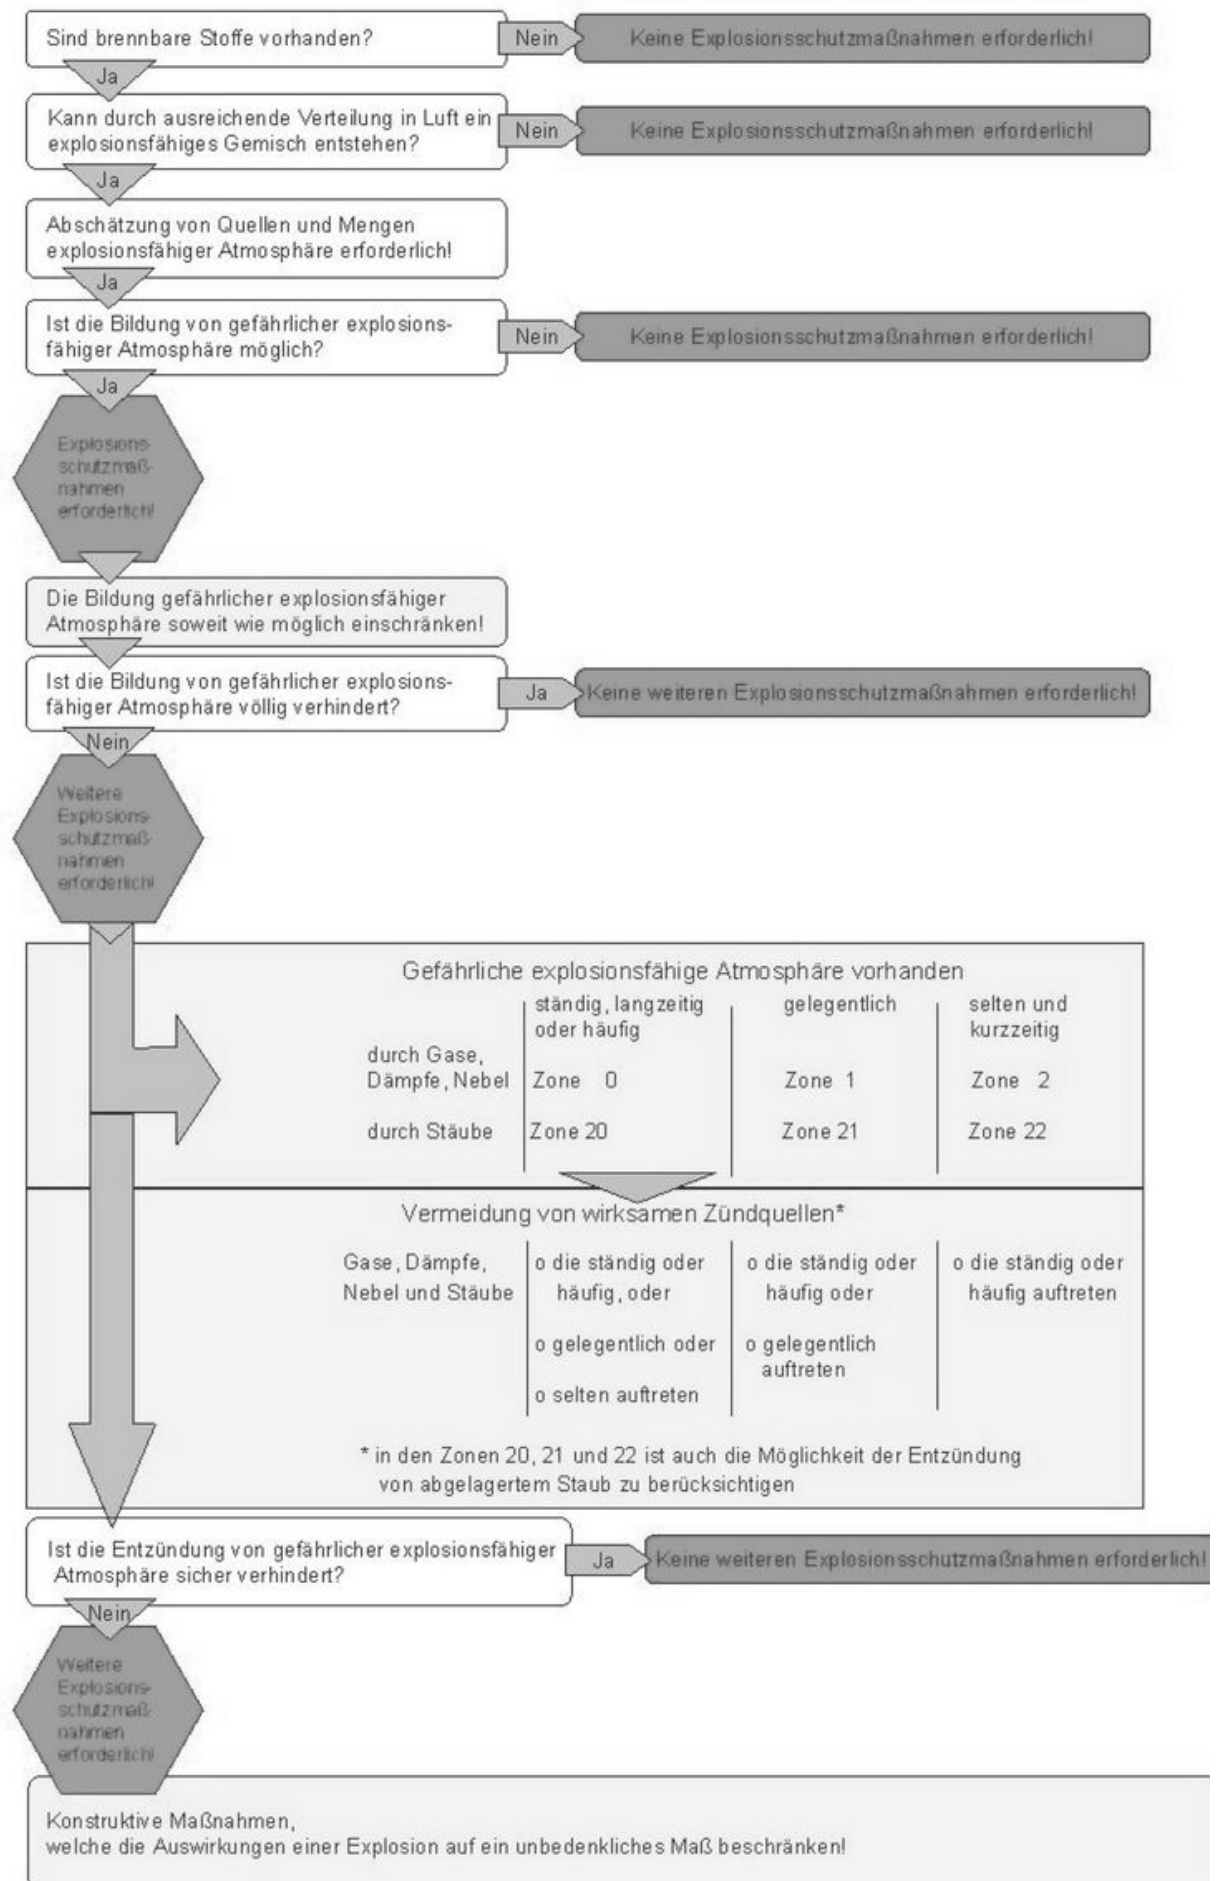 Sind brennbare Stoffe vorhanden?
Nein
Keine Explosionsschutzmaßnahmen erforderlich!
Ja
Kann durch ausreichende Verteilung in Luft ein
explosionsfähiges Gemisch entstehen?
Nein
Keine Explosionsschutzmaßnahmen erforderlich!
Ja
Abschätzung von Quellen und Mengen
explosionsfähiger Atmosphäre erforderlich!
Ja
Ist die Bildung von gefährlicher explosions-
fähiger Atmosphäre möglich?
Nein
Keine Explosionsschutzmaßnahmen erforderlich!
Ja
Explosions-
schutzmaß-
nahmen
erforderlich!
Die Bildung gefährlicher explosionsfähiger
Atmosphäre soweit wie möglich einschränken!
Ist die Bildung von gefährlicher explosions-
fähiger Atmosphäre völlig verhindert?
Ja
Keine weiteren Explosionsschutzmaßnahmen erforderlich!
Nein
Weitere
Explosions-
schutzmaß-
nahmen
erforderlich!
Gefährliche explosionsfähige Atmosphäre vorhanden
ständig, langzeitig
oder häufig
gelegentlich
selten und
kurzzeitig
durch Gase,
Dämpfe, Nebel
Zone 0
Zone 1
Zone 2
durch Stäube
Zone 20
Zone 21
Zone 22
Vermeidung von wirksamen Zündquellen*
Gase, Dämpfe,
Nebel und Stäube
o die ständig oder
häufig, oder
o gelegentlich oder
o selten auftreten
o die ständig oder
häufig oder
o gelegentlich
auftreten
o die ständig oder
häufig auftreten
* in den Zonen 20, 21 und 22 ist auch die Möglichkeit der Entzündung
von abgelagertem Staub zu berücksichtigen
Ist die Entzündung von gefährlicher explosionsfähiger
Atmosphäre sicher verhindert?
Ja
Keine weiteren Explosionsschutzmaßnahmen erforderlich!
Nein
Weitere
Explosions-
schutzmaß-
nahmen
erforderlich!
Konstruktive Maßnahmen,
welche die Auswirkungen einer Explosion auf ein unbedenkliches Maß beschränken!